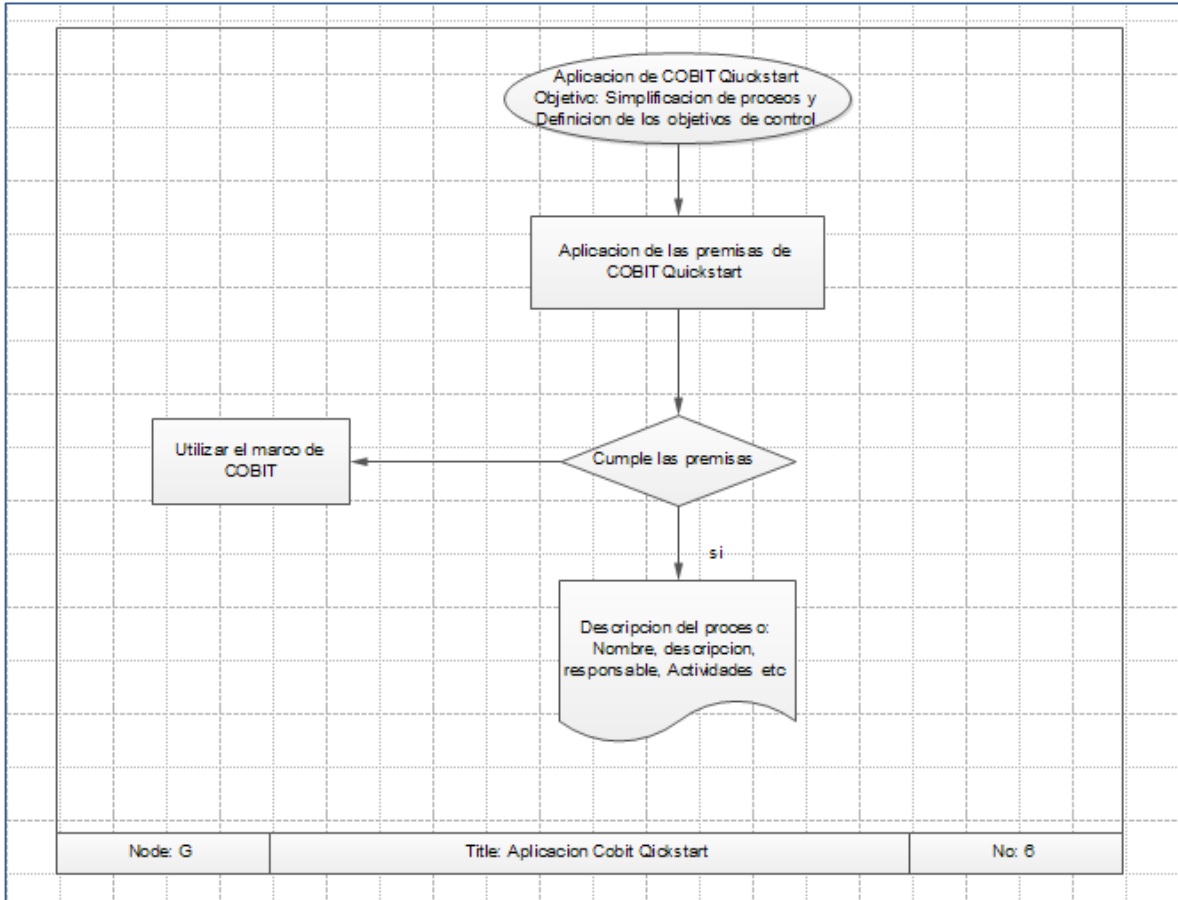 Aplicacion de COBIT Qiuckstart
Objetivo: Simplificacion de proceos y
Definicion de los objetivos de control
Aplicacion de las premisas de
COBIT Quickstart
Utilizar el marco de
COBIT
Cumple las premisas
si
Descripcion del proceso:
Nombre, descripcion,
responsable, Actividades etc
Node: G
Title: Aplicacion Cobit Qickstart
No: 6